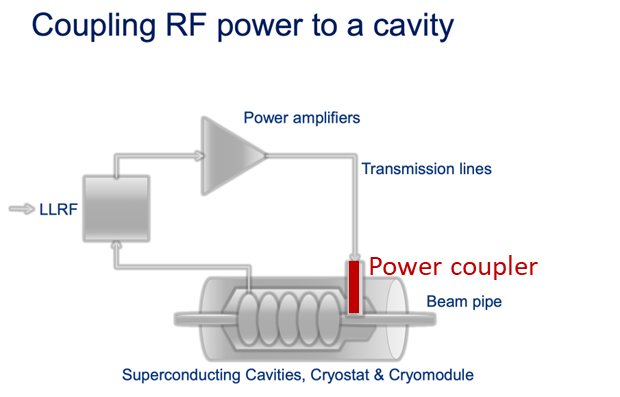 Coupling RF power to a cavity
Power amplifiers
Transmission lines
LLRF
Power coupler
Beam pipe
Superconducting Cavities, Cryostat & Cryomodule